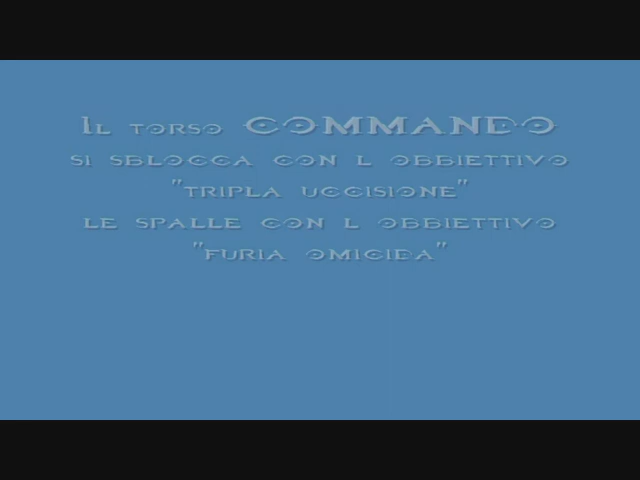 Il torso COMMANDO
si sblocca con l obbiettivo
"tripla uccisione"
le spalle con l obbiettivo
"furia omicida"